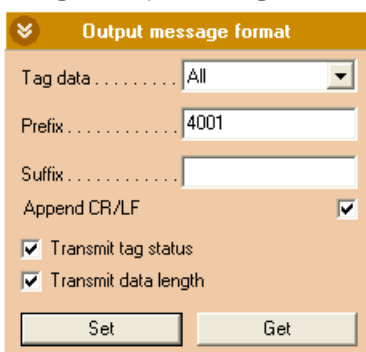 Output message format
Tag data . . . . . . . . . All
Prefix . . . . . . . . . . . . 4001
Suffix . . . . . . . . . . . .
Append CR/LF
Transmit tag status
Transmit data length
Set Get